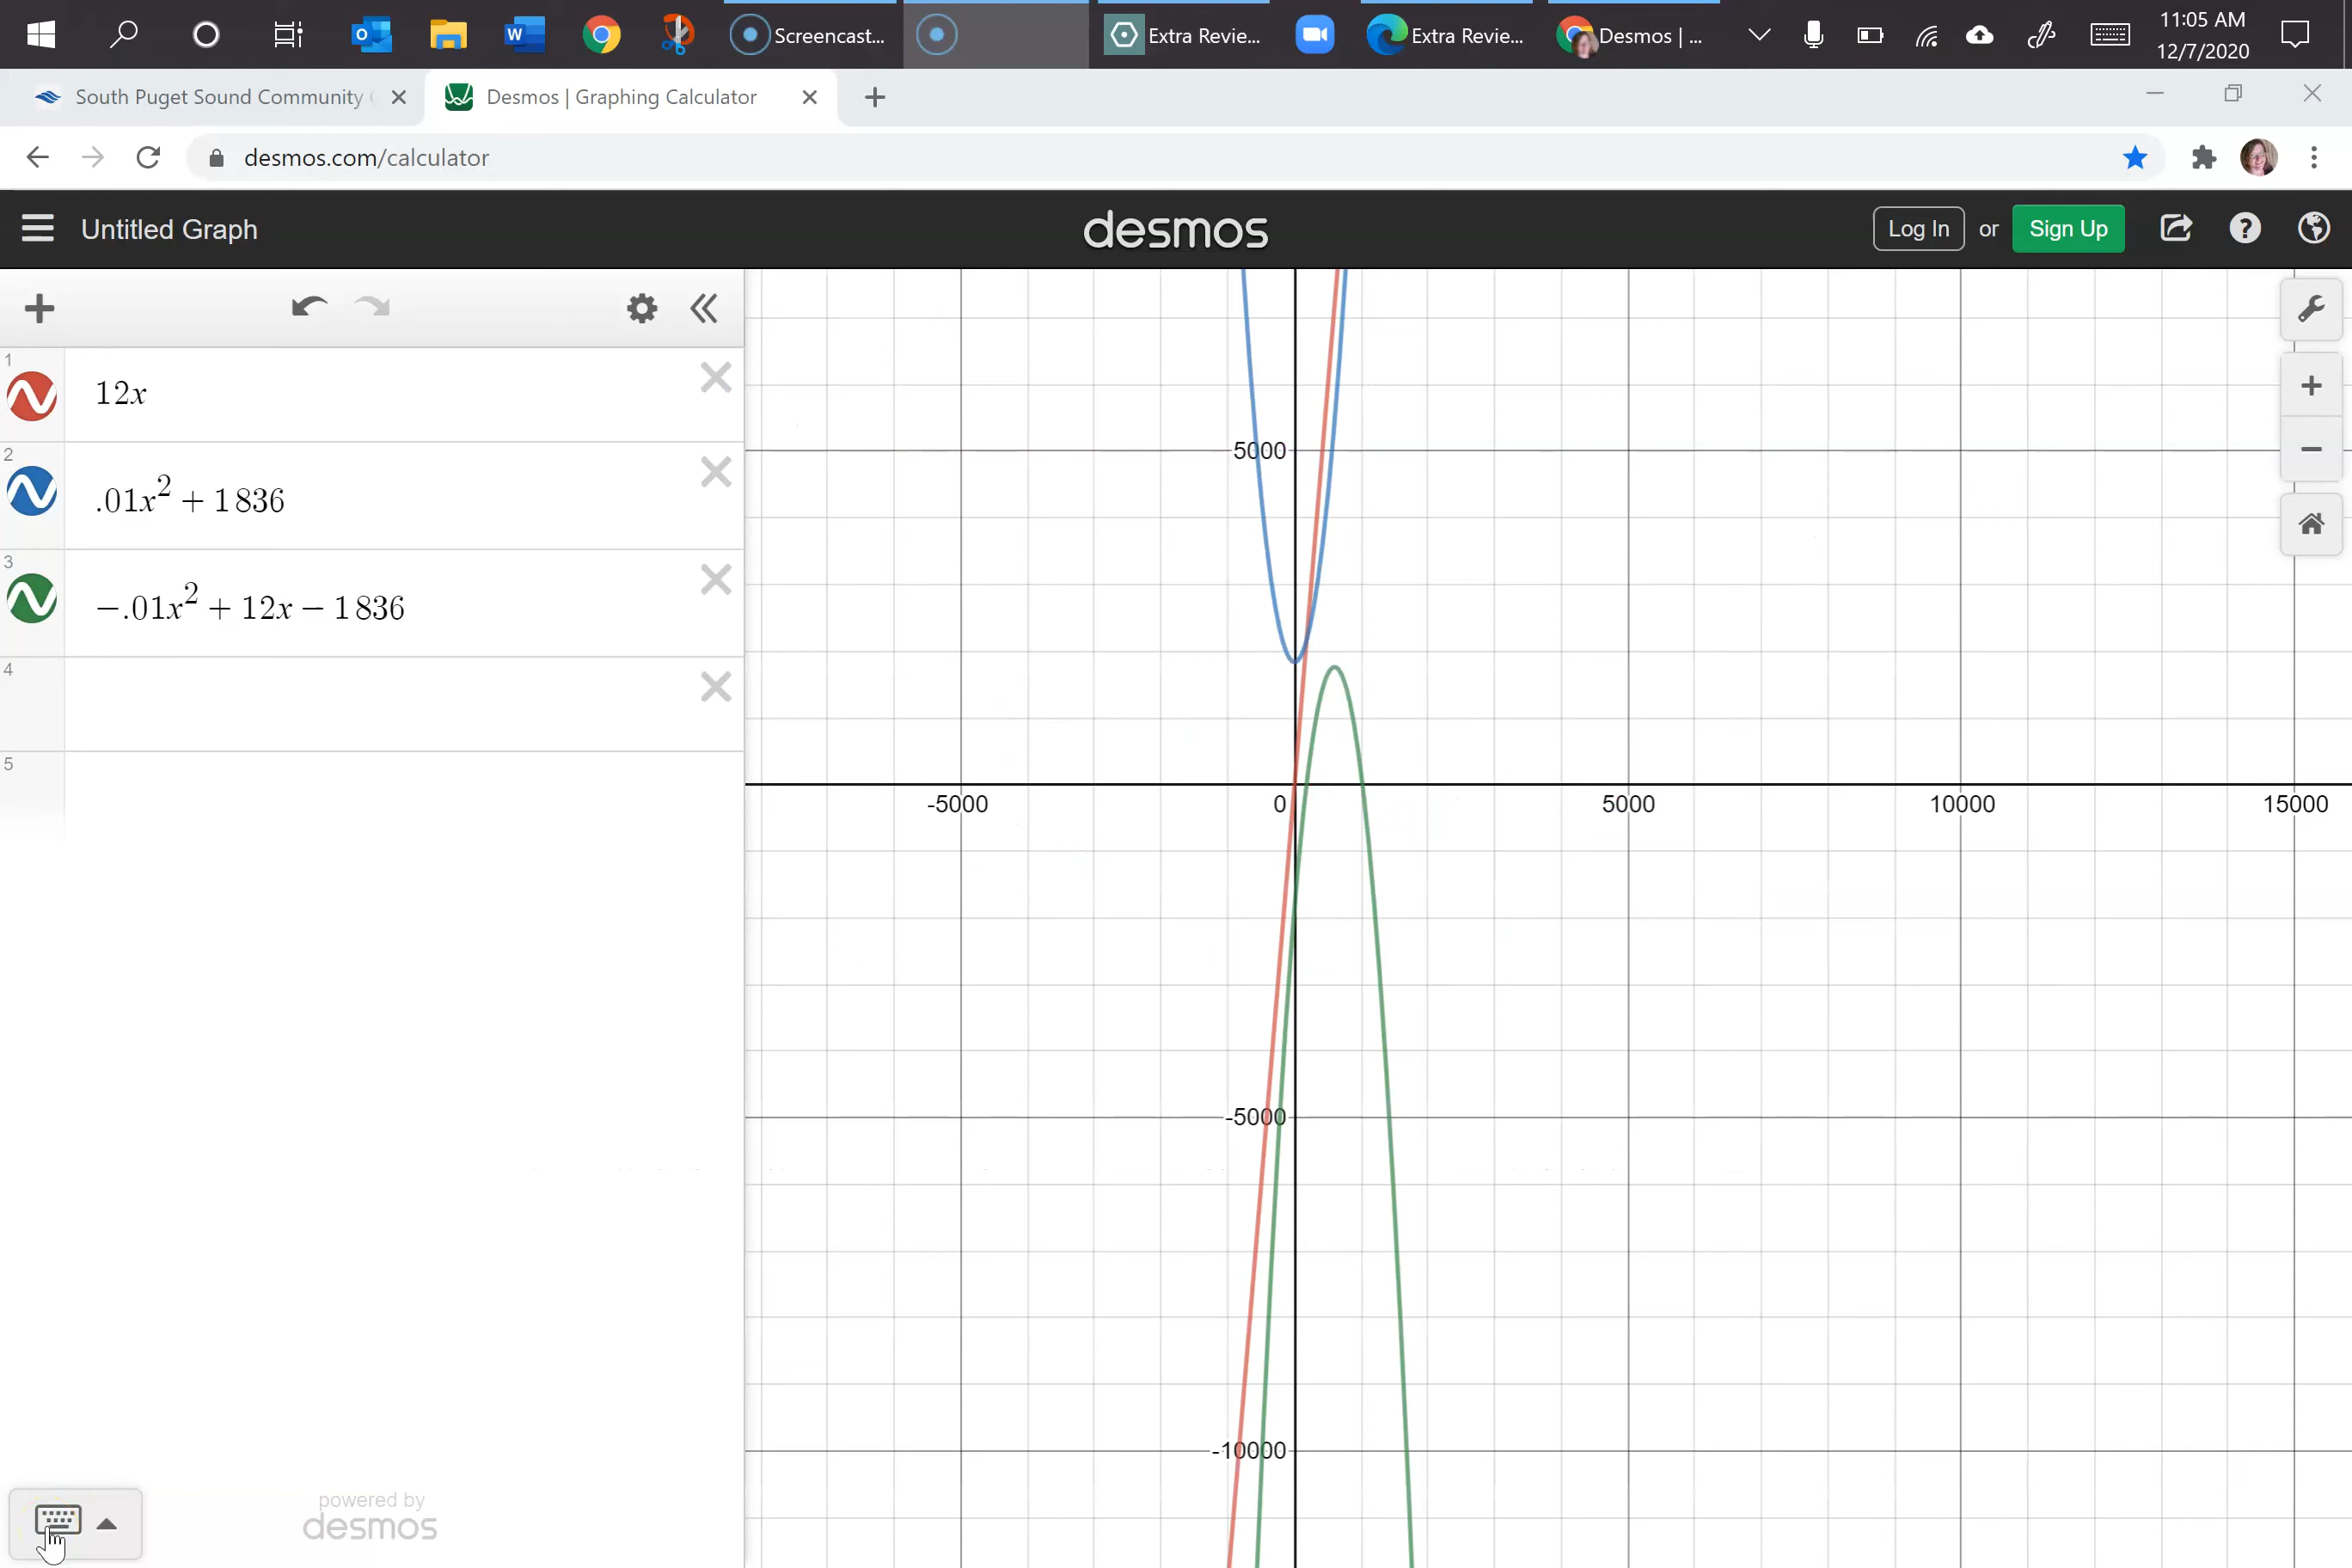 Screencast...
Extra Revie...
Extra Revie...
Desmos | ...
11:05 AM
12/7/2020
South Puget Sound Community
Desmos | Graphing Calculator
desmos.com/calculator
Untitled Graph
desmos
Log In or Sign Up
1
12x
2
.01x² + 1836
3
−.01x² + 12x − 1836
4
5
5000
-5000 0 5000 10000 15000
-5000
-10000
powered by
desmos